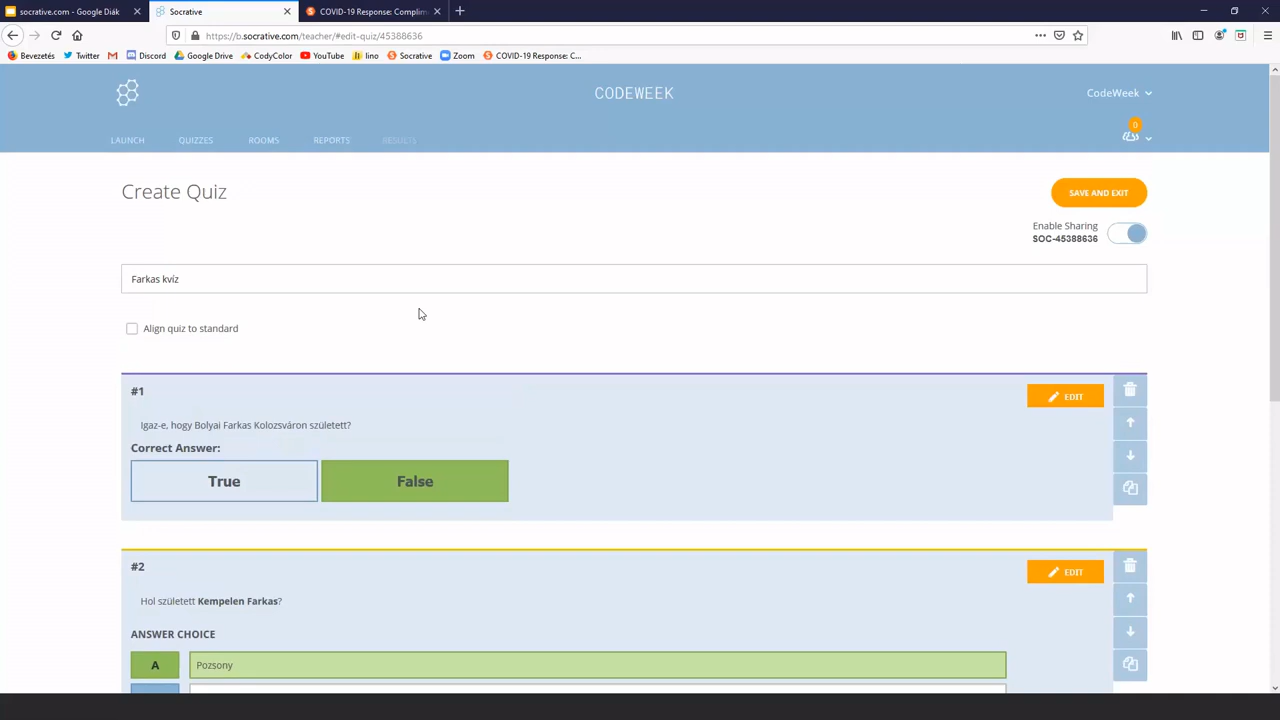 socrative.com – Google Diák
Socrative
COVID-19 Response: Complim
https://b.socrative.com/teacher/#edit-quiz/45388636
Bevezetés Twitter Discord Google Drive CodyColor YouTube lino Socrative Zoom COVID-19 Response: C...
CODEWEEK
CodeWeek
LAUNCH QUIZZES ROOMS REPORTS RESULTS
0
Create Quiz
SAVE AND EXIT
Enable Sharing
SOC-45388636
Farkas kvíz
Align quiz to standard
#1
EDIT
Igaz-e, hogy Bolyai Farkas Kolozsváron született?
Correct Answer:
True False
#2
EDIT
Hol született Kempelen Farkas?
ANSWER CHOICE
A Pozsony